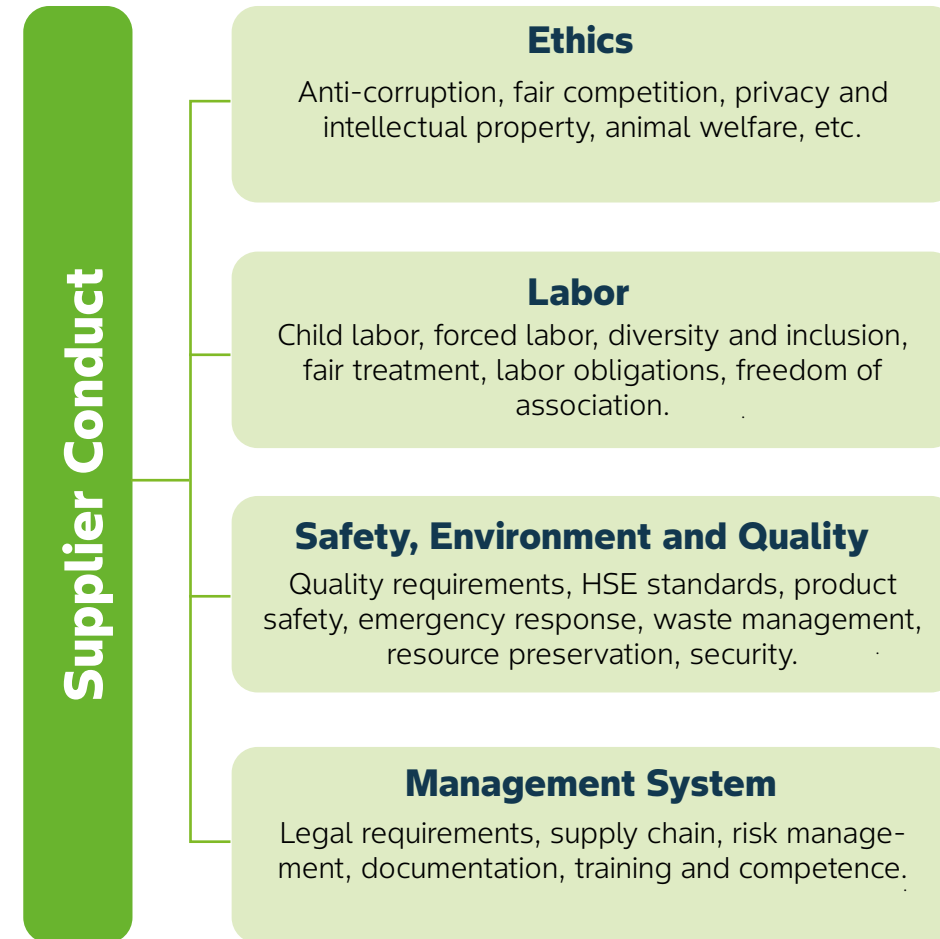 Supplier Conduct
Ethics
Anti-corruption, fair competition, privacy and
intellectual property, animal welfare, etc.
Labor
Child labor, forced labor, diversity and inclusion,
fair treatment, labor obligations, freedom of
association.
Safety, Environment and Quality
Quality requirements, HSE standards, product
safety, emergency response, waste management,
resource preservation, security.
Management System
Legal requirements, supply chain, risk manage-
ment, documentation, training and competence.